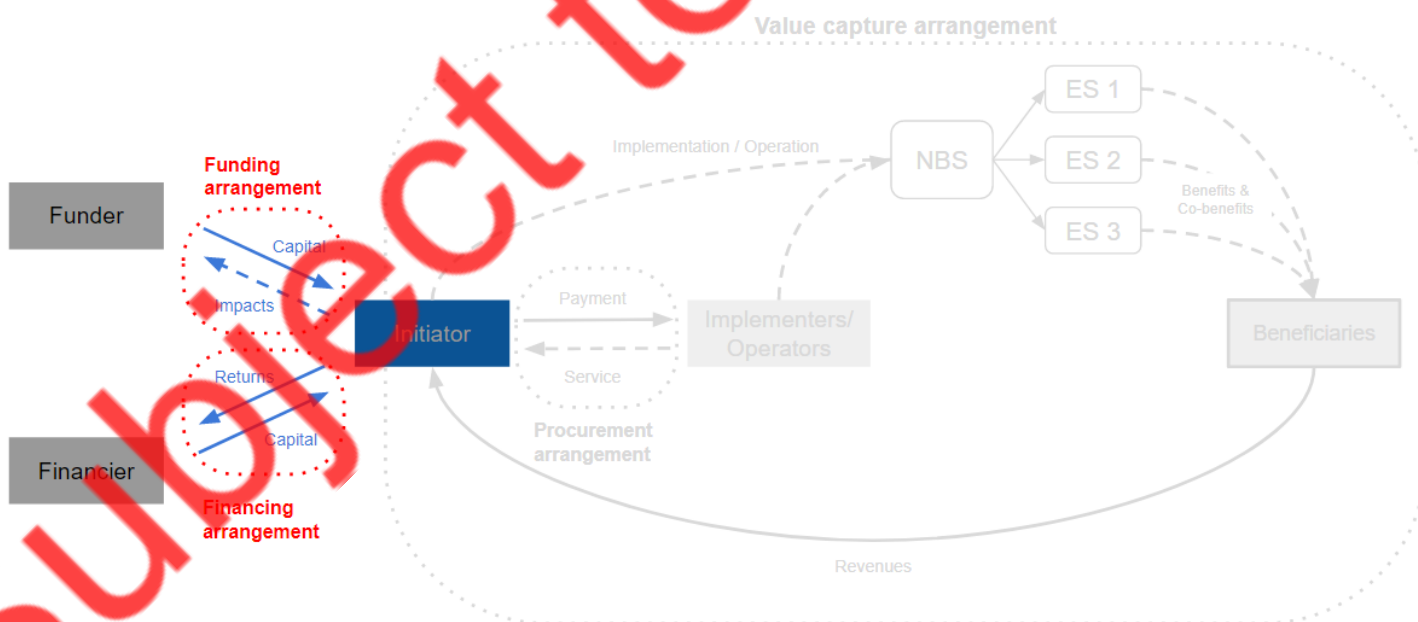 Value capture arrangement
ES 1
Implementation / Operation
NBS
ES 2
Funding
arrangement
Benefits &
Co-benefits
Funder
ES 3
Capital
Impacts
Payment
Initiator
Implementers/
Operators
Beneficiaries
Returns
Service
Capital
Procurement
arrangement
Financier
Financing
arrangement
Revenues
ubject to